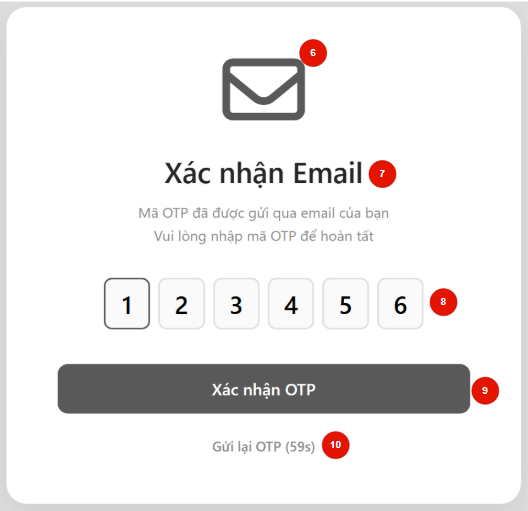 6
Xác nhận Email 7
Mã OTP đã được gửi qua email của bạn
Vui lòng nhập mã OTP để hoàn tất
1 2 3 4 5 6 8
Xác nhận OTP 9
Gửi lại OTP (59s) 10